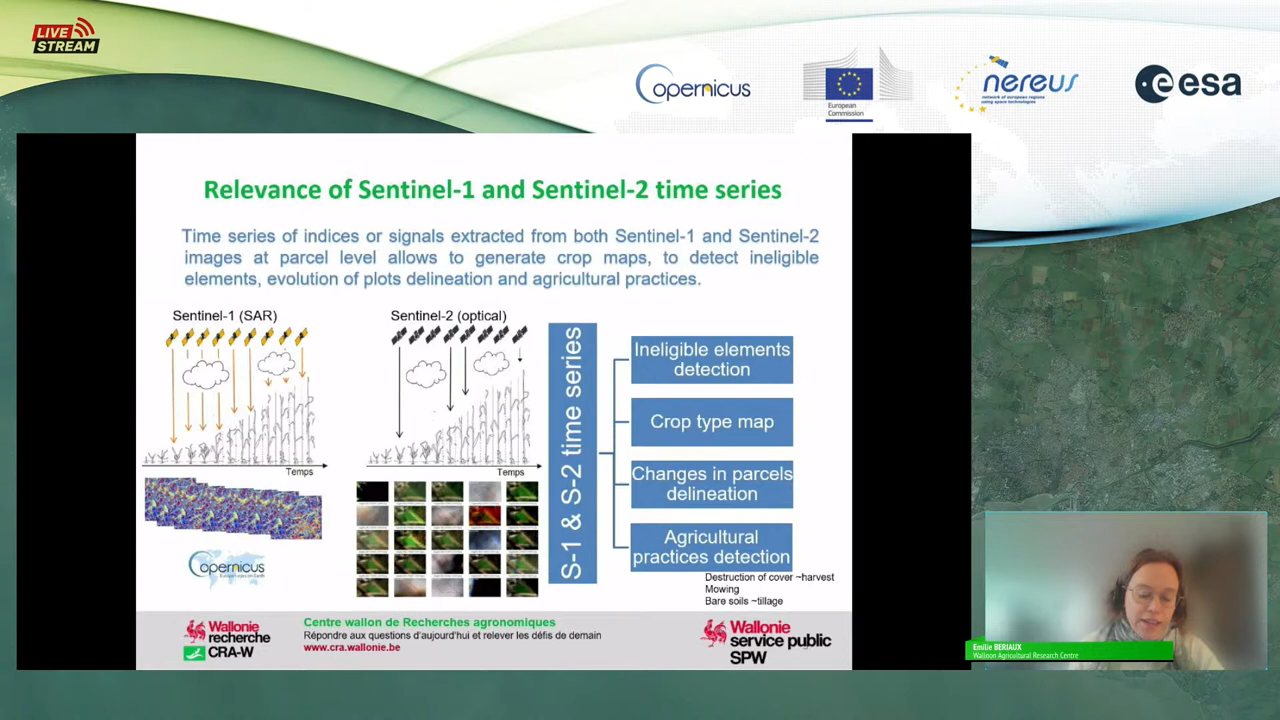 LIVE
STREAM
Copernicus
European
Commission
nereus
network of european regions
using space technologies
esa
Relevance of Sentinel-1 and Sentinel-2 time series
Time series of indices or signals extracted from both Sentinel-1 and Sentinel-2
images at parcel level allows to generate crop maps, to detect ineligible
elements, evolution of plots delineation and agricultural practices.
Sentinel-1 (SAR)
Temps
Sentinel-2 (optical)
Temps
S-1 & S-2 time series
Ineligible elements
detection
Crop type map
Changes in parcels
delineation
Agricultural
practices detection
Destruction of cover ~harvest
Mowing
Bare soils ~tillage
Copernicus
Europe's eyes on Earth
Wallonie
recherche
CRA-W
Centre wallon de Recherches agronomiques
Répondre aux questions d'aujourd'hui et relever les défis de demain
www.cra.wallonie.be
Wallonie
service public
SPW
Emilie BERIAUX
Walloon Agricultural Research Centre